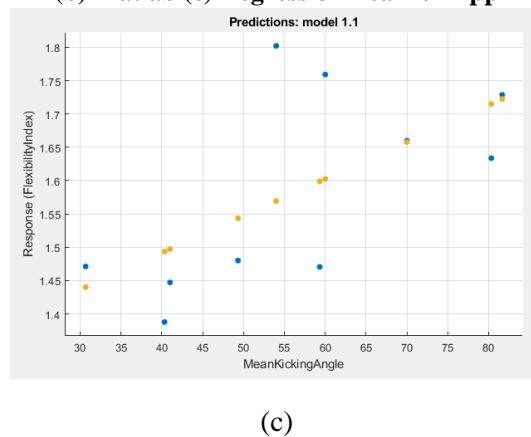 Predictions: model 1.1
1.8
1.75
1.7
1.65
1.6
1.55
1.5
1.45
1.4
Response (FlexibilityIndex)
30 35 40 45 50 55 60 65 70 75 80
MeanKickingAngle
(c)